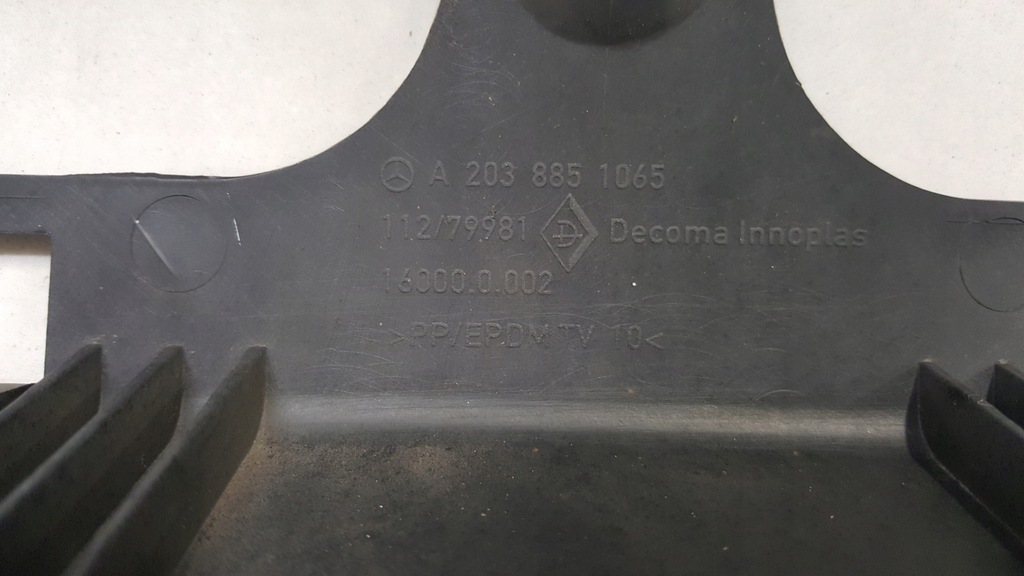 A 203 885 1065
112/79981 Decoma Innoplas
16000.0.002
>PP/EPDM TV 10<